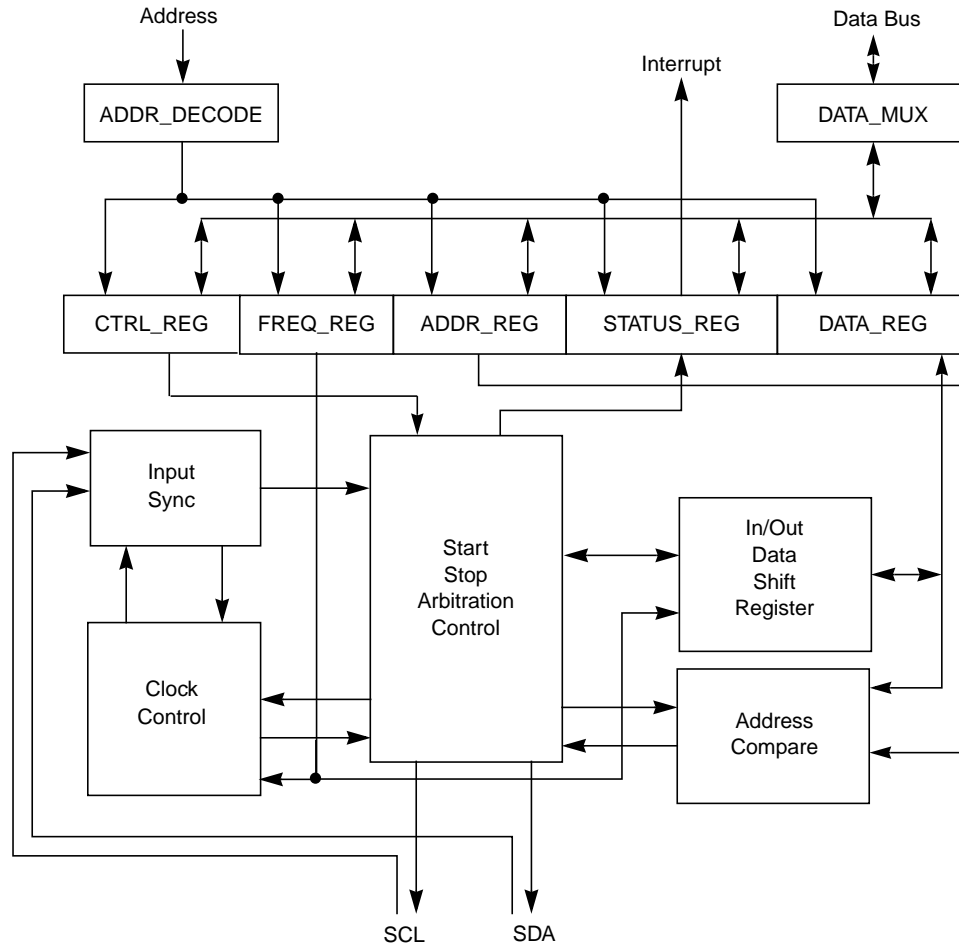 Address
Data Bus
Interrupt
ADDR_DECODE
DATA_MUX
CTRL_REG
FREQ_REG
ADDR_REG
STATUS_REG
DATA_REG
Input
Sync
Start
Stop
Arbitration
Control
In/Out
Data
Shift
Register
Clock
Control
Address
Compare
SCL
SDA